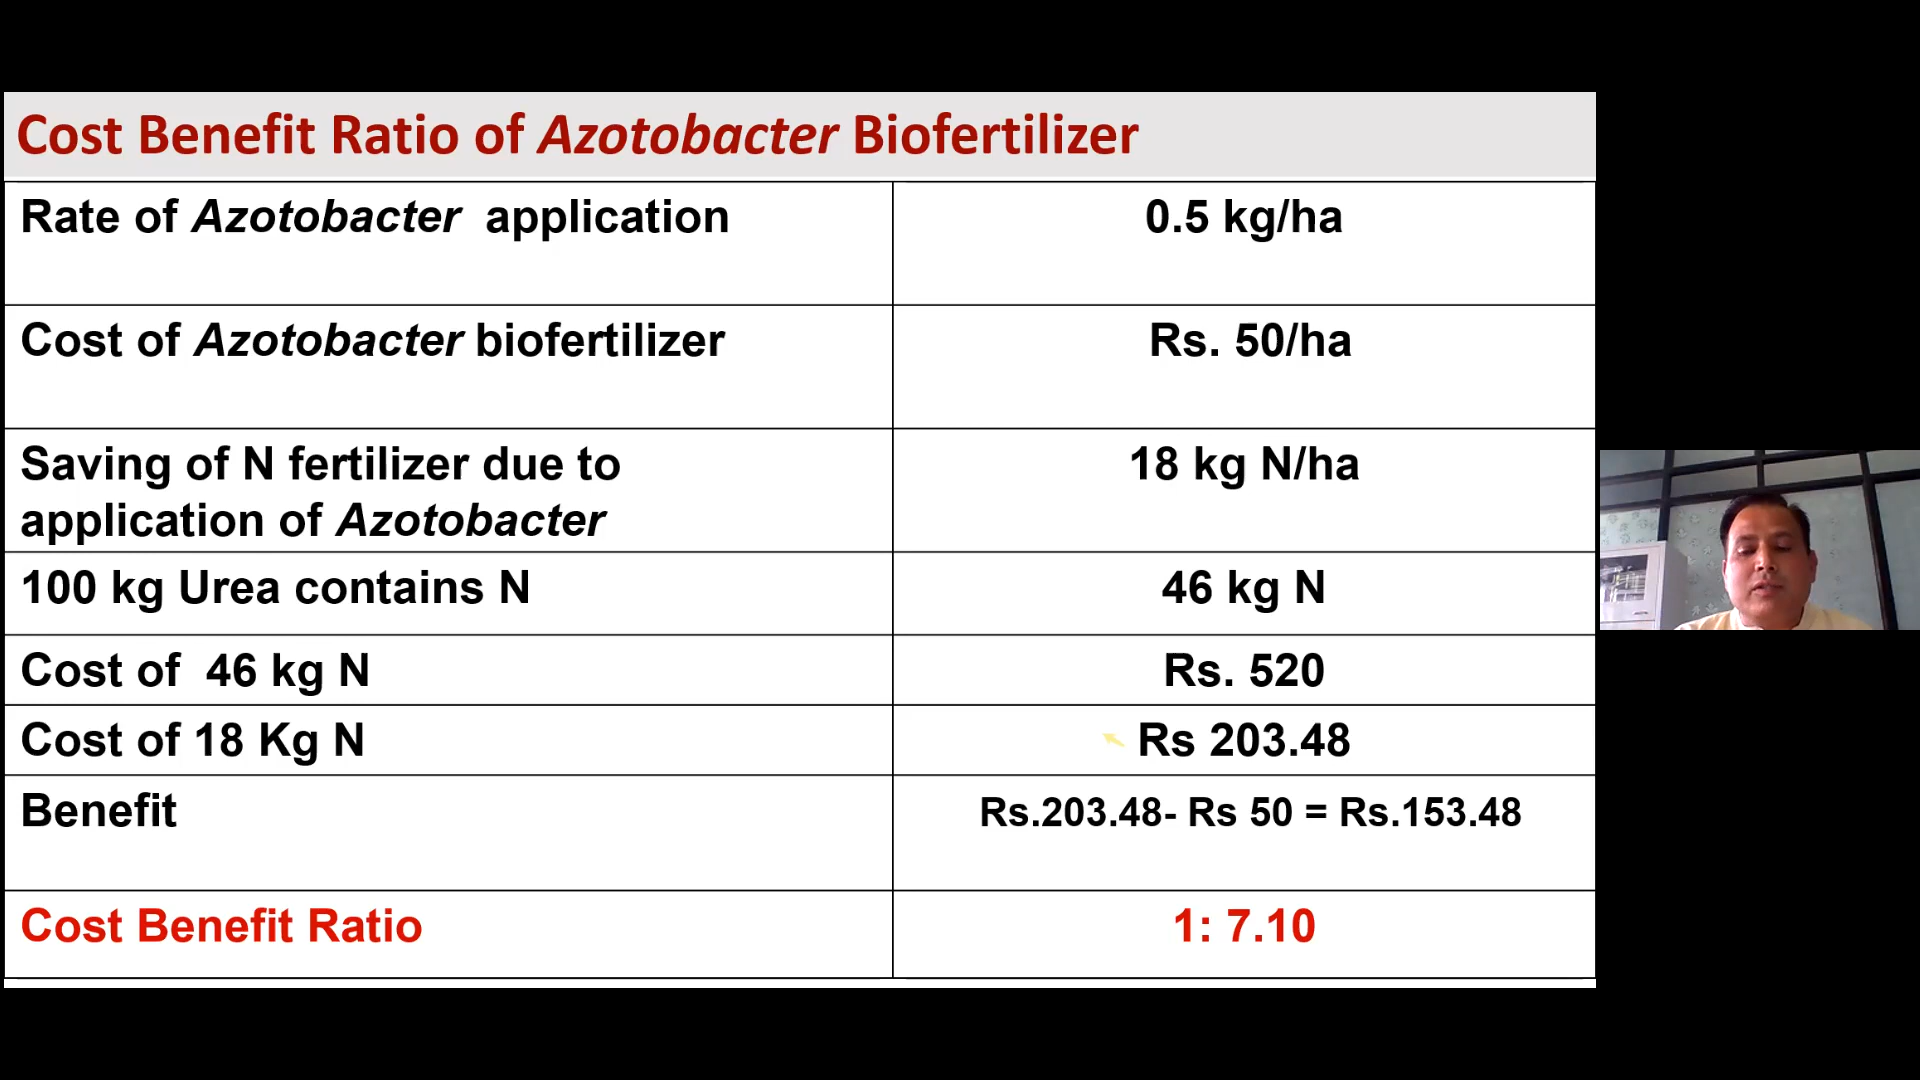 Cost Benefit Ratio of Azotobacter Biofertilizer
Rate of Azotobacter application
0.5 kg/ha
Cost of Azotobacter biofertilizer
Rs. 50/ha
Saving of N fertilizer due to
application of Azotobacter
18 kg N/ha
100 kg Urea contains N
46 kg N
Cost of 46 kg N
Rs. 520
Cost of 18 Kg N
Rs 203.48
Benefit
Rs.203.48- Rs 50 = Rs.153.48
Cost Benefit Ratio
1: 7.10